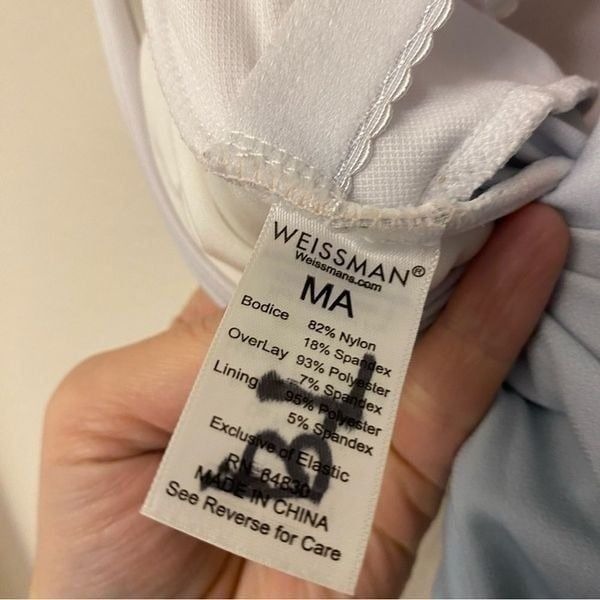 WEISSMAN®
Weissmans.com
MA
Bodice 82% Nylon
18% Spandex
OverLay 93% Polyester
7% Spandex
Lining 95% Polyester
5% Spandex
Exclusive of Elastic
RN 64830
MADE IN CHINA
See Reverse for Care